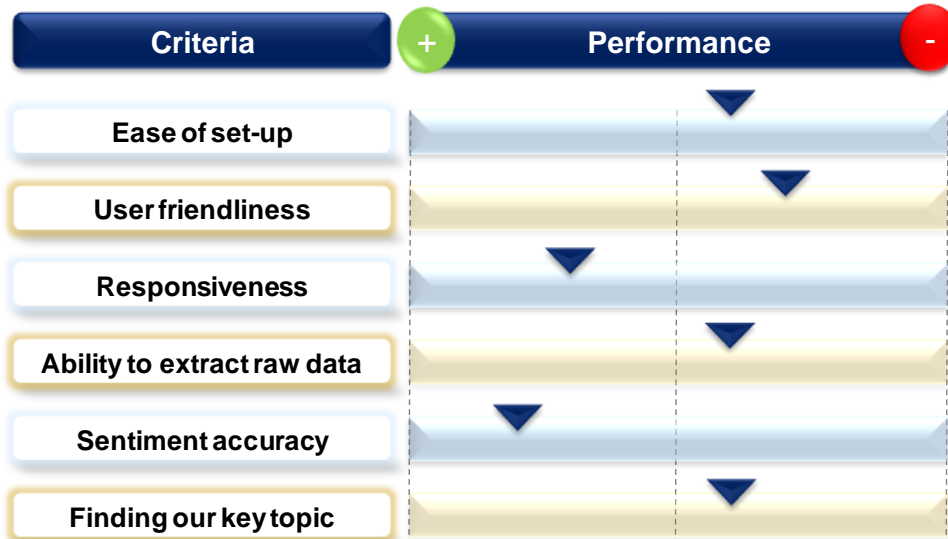 Criteria
+
Performance
-
Ease of set-up
User friendliness
Responsiveness
Ability to extract raw data
Sentiment accuracy
Finding our key topic